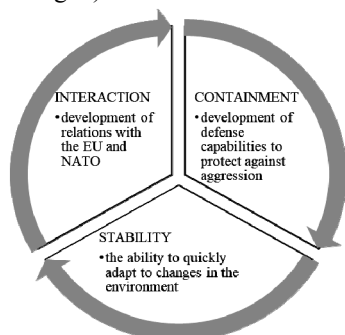 INTERACTION
•development of
relations with
the EU and
NATO
CONTAINMENT
•development of
defense
capabilities to
protect against
aggression
STABILITY
•the ability to quickly
adapt to changes in the
environment